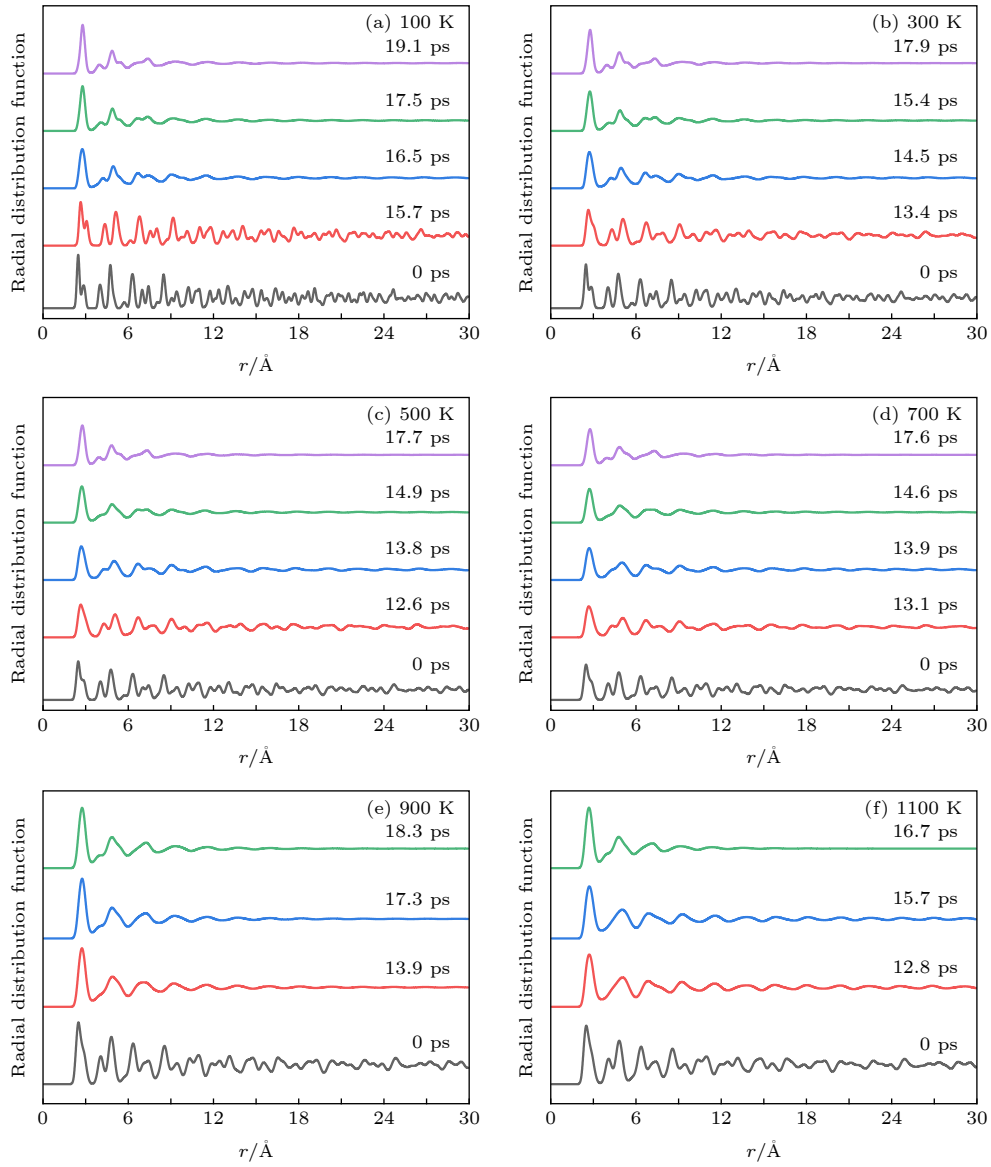 (a) 100 K
19.1 ps
17.5 ps
16.5 ps
15.7 ps
0 ps
Radial distribution function
0 6 12 18 24 30
r/Å
(b) 300 K
17.9 ps
15.4 ps
14.5 ps
13.4 ps
0 ps
Radial distribution function
0 6 12 18 24 30
r/Å
(c) 500 K
17.7 ps
14.9 ps
13.8 ps
12.6 ps
0 ps
Radial distribution function
0 6 12 18 24 30
r/Å
(d) 700 K
17.6 ps
14.6 ps
13.9 ps
13.1 ps
0 ps
Radial distribution function
0 6 12 18 24 30
r/Å
(e) 900 K
18.3 ps
17.3 ps
13.9 ps
0 ps
Radial distribution function
0 6 12 18 24 30
r/Å
(f) 1100 K
16.7 ps
15.7 ps
12.8 ps
0 ps
Radial distribution function
0 6 12 18 24 30
r/Å